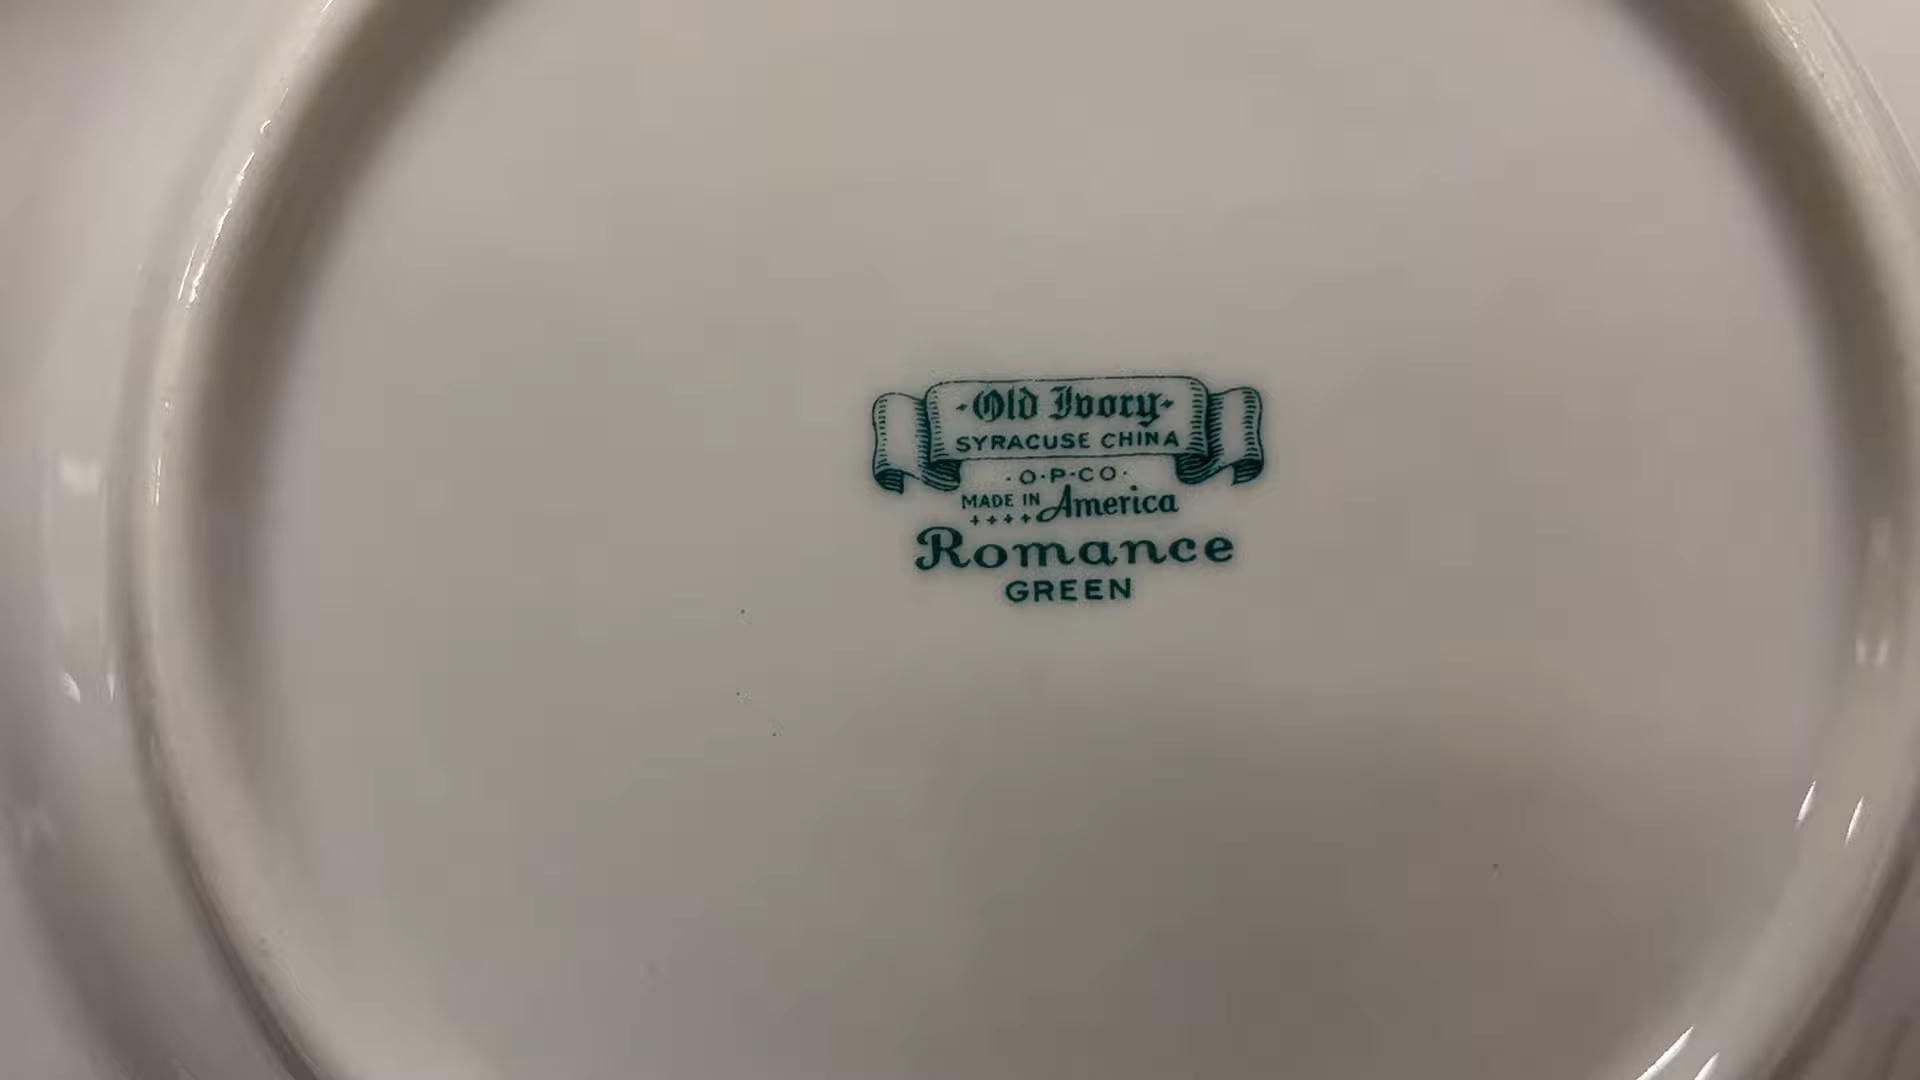 ·Old Ivory·
SYRACUSE CHINA
·O·P·CO·
MADE IN America
++++
Romance
GREEN